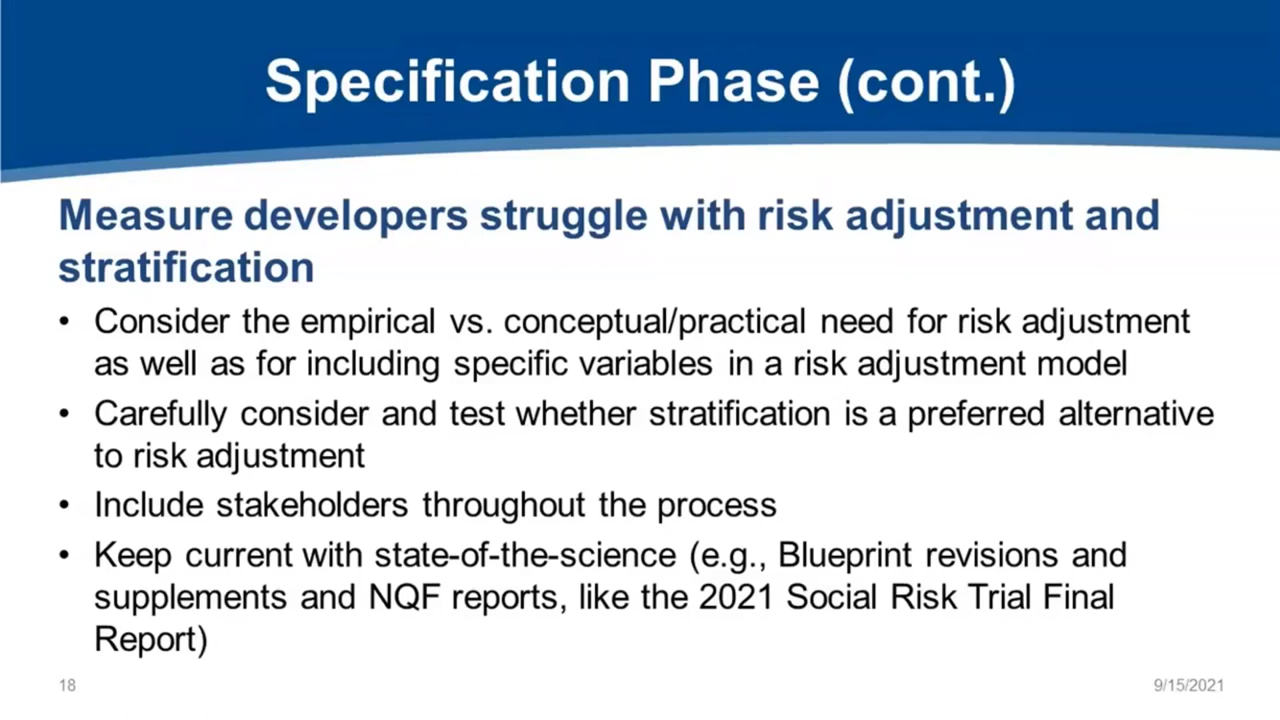 Specification Phase (cont.)
Measure developers struggle with risk adjustment and
stratification
• Consider the empirical vs. conceptual/practical need for risk adjustment
as well as for including specific variables in a risk adjustment model
• Carefully consider and test whether stratification is a preferred alternative
to risk adjustment
• Include stakeholders throughout the process
• Keep current with state-of-the-science (e.g., Blueprint revisions and
supplements and NQF reports, like the 2021 Social Risk Trial Final
Report)
18
9/15/2021